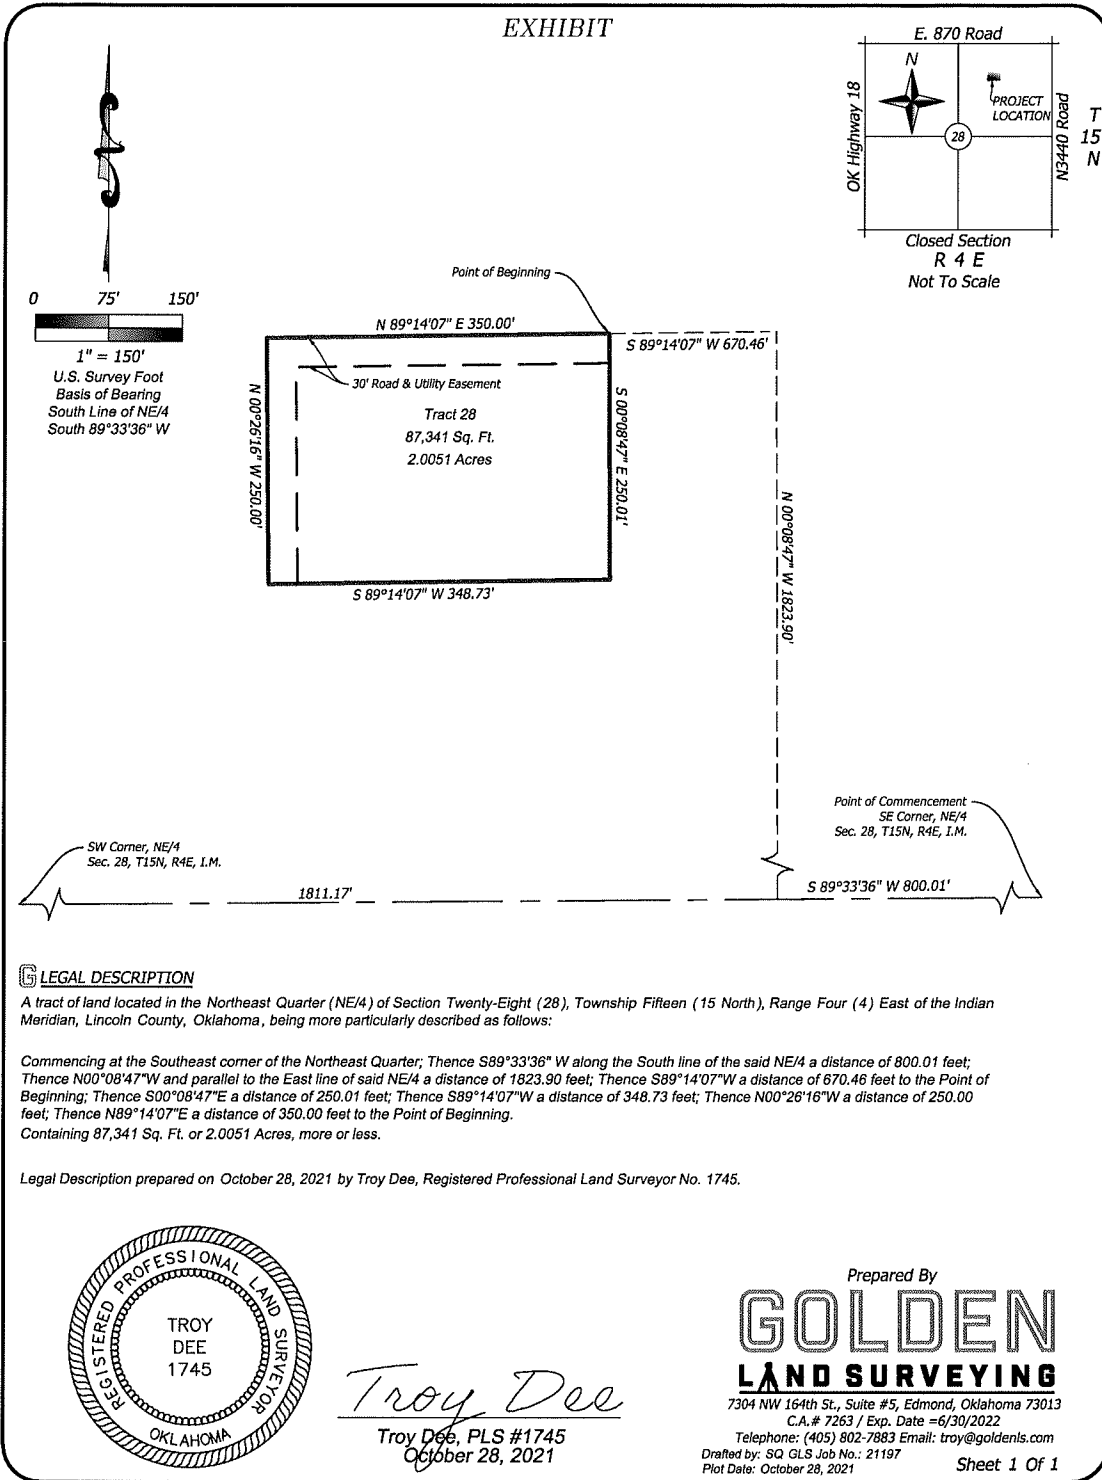 EXHIBIT
E. 870 Road
N
PROJECT
LOCATION
OK Highway 18
28
N3440 Road
T
15
N
Closed Section
R 4 E
Not To Scale
0 75' 150'
1" = 150'
U.S. Survey Foot
Basis of Bearing
South Line of NE/4
South 89°33'36" W
Point of Beginning
N 89°14'07" E 350.00'
S 89°14'07" W 670.46'
30' Road & Utility Easement
Tract 28
87,341 Sq. Ft.
2.0051 Acres
N 00°26'16" W 250.00'
S 00°08'47" E 250.01'
S 89°14'07" W 348.73'
N 00°08'47" W 1823.90'
Point of Commencement
SE Corner, NE/4
Sec. 28, T15N, R4E, I.M.
SW Corner, NE/4
Sec. 28, T15N, R4E, I.M.
1811.17'
S 89°33'36" W 800.01'
G LEGAL DESCRIPTION
A tract of land located in the Northeast Quarter (NE/4) of Section Twenty-Eight (28), Township Fifteen (15 North), Range Four (4) East of the Indian
Meridian, Lincoln County, Oklahoma, being more particularly described as follows:
Commencing at the Southeast corner of the Northeast Quarter; Thence S89°33'36" W along the South line of the said NE/4 a distance of 800.01 feet;
Thence N00°08'47"W and parallel to the East line of said NE/4 a distance of 1823.90 feet; Thence S89°14'07"W a distance of 670.46 feet to the Point of
Beginning; Thence S00°08'47"E a distance of 250.01 feet; Thence S89°14'07"W a distance of 348.73 feet; Thence N00°26'16"W a distance of 250.00
feet; Thence N89°14'07"E a distance of 350.00 feet to the Point of Beginning.
Containing 87,341 Sq. Ft. or 2.0051 Acres, more or less.
Legal Description prepared on October 28, 2021 by Troy Dee, Registered Professional Land Surveyor No. 1745.
REGISTERED PROFESSIONAL LAND SURVEYOR
TROY
DEE
1745
OKLAHOMA
Troy Dee
Troy Dee, PLS #1745
October 28, 2021
Prepared By
GOLDEN
LAND SURVEYING
7304 NW 164th St., Suite #5, Edmond, Oklahoma 73013
C.A.# 7263 / Exp. Date =6/30/2022
Telephone: (405) 802-7883 Email: troy@goldenls.com
Drafted by: SQ GLS Job No.: 21197
Plot Date: October 28, 2021
Sheet 1 Of 1